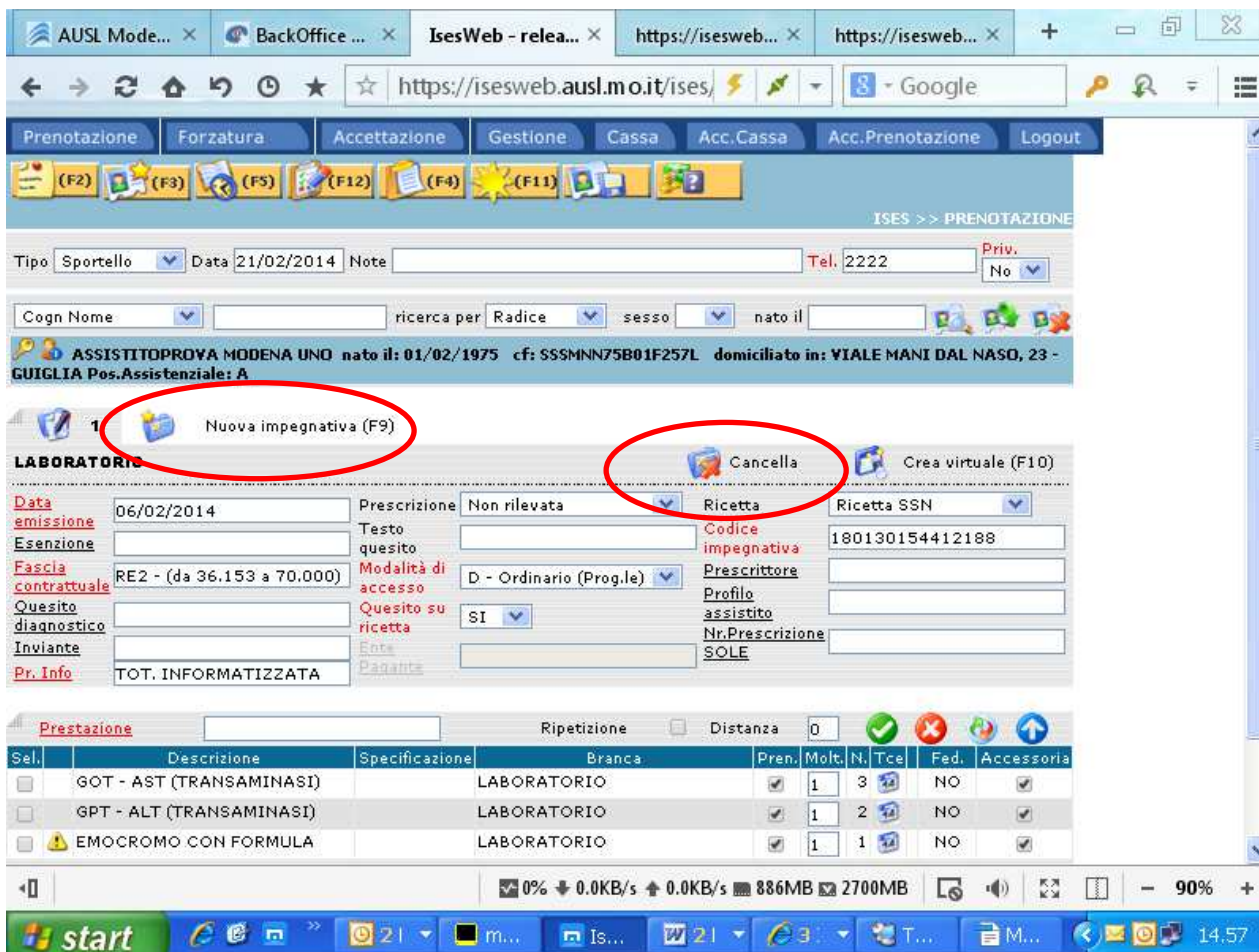 AUSL Mode... × BackOffice ... × IsesWeb - relea... × https://isesweb... × https://isesweb... × +
https://isesweb.ausl.mo.it/ises/ 8 - Google
Prenotazione Forzatura Accettazione Gestione Cassa Acc.Cassa Acc.Prenotazione Logout
(F2) (F3) (F5) (F12) (F4) (F11)
ISES >> PRENOTAZIONE
Tipo Sportello Data 21/02/2014 Note Tel. 2222 Priv. No
Cogn Nome ricerca per Radice sesso nato il
ASSISTITOPROVA MODENA UNO nato il: 01/02/1975 cf: SSSMNN75B01F257L domiciliato in: VIALE MANI DAL NASO, 23 -
GUIGLIA Pos.Assistenziale: A
1 Nuova impegnativa (F9)
LABORATORIO Cancella Crea virtuale (F10)
Data emissione 06/02/2014 Prescrizione Non rilevata Ricetta Ricetta SSN
Esenzione Testo quesito Codice impegnativa 180130154412188
Fascia contrattuale RE2 - (da 36.153 a 70.000) Modalità di accesso D - Ordinario (Prog.le) Prescrittore
Quesito diagnostico Quesito su ricetta SI Profilo assistito
Inviante Ente Pagante Nr.Prescrizione SOLE
Pr. Info TOT. INFORMATIZZATA
Prestazione Ripetizione Distanza 0
Sel. Descrizione Specificazione Branca Pren. Molt. N. Tce Fed. Accessoria
GOT - AST (TRANSAMINASI) LABORATORIO 1 3 NO
GPT - ALT (TRANSAMINASI) LABORATORIO 1 2 NO
EMOCROMO CON FORMULA LABORATORIO 1 1 NO
0% 0.0KB/s 0.0KB/s 886MB 2700MB 90% +
start » 2 I m... Is... 2 I 3 : T... M... 14.57